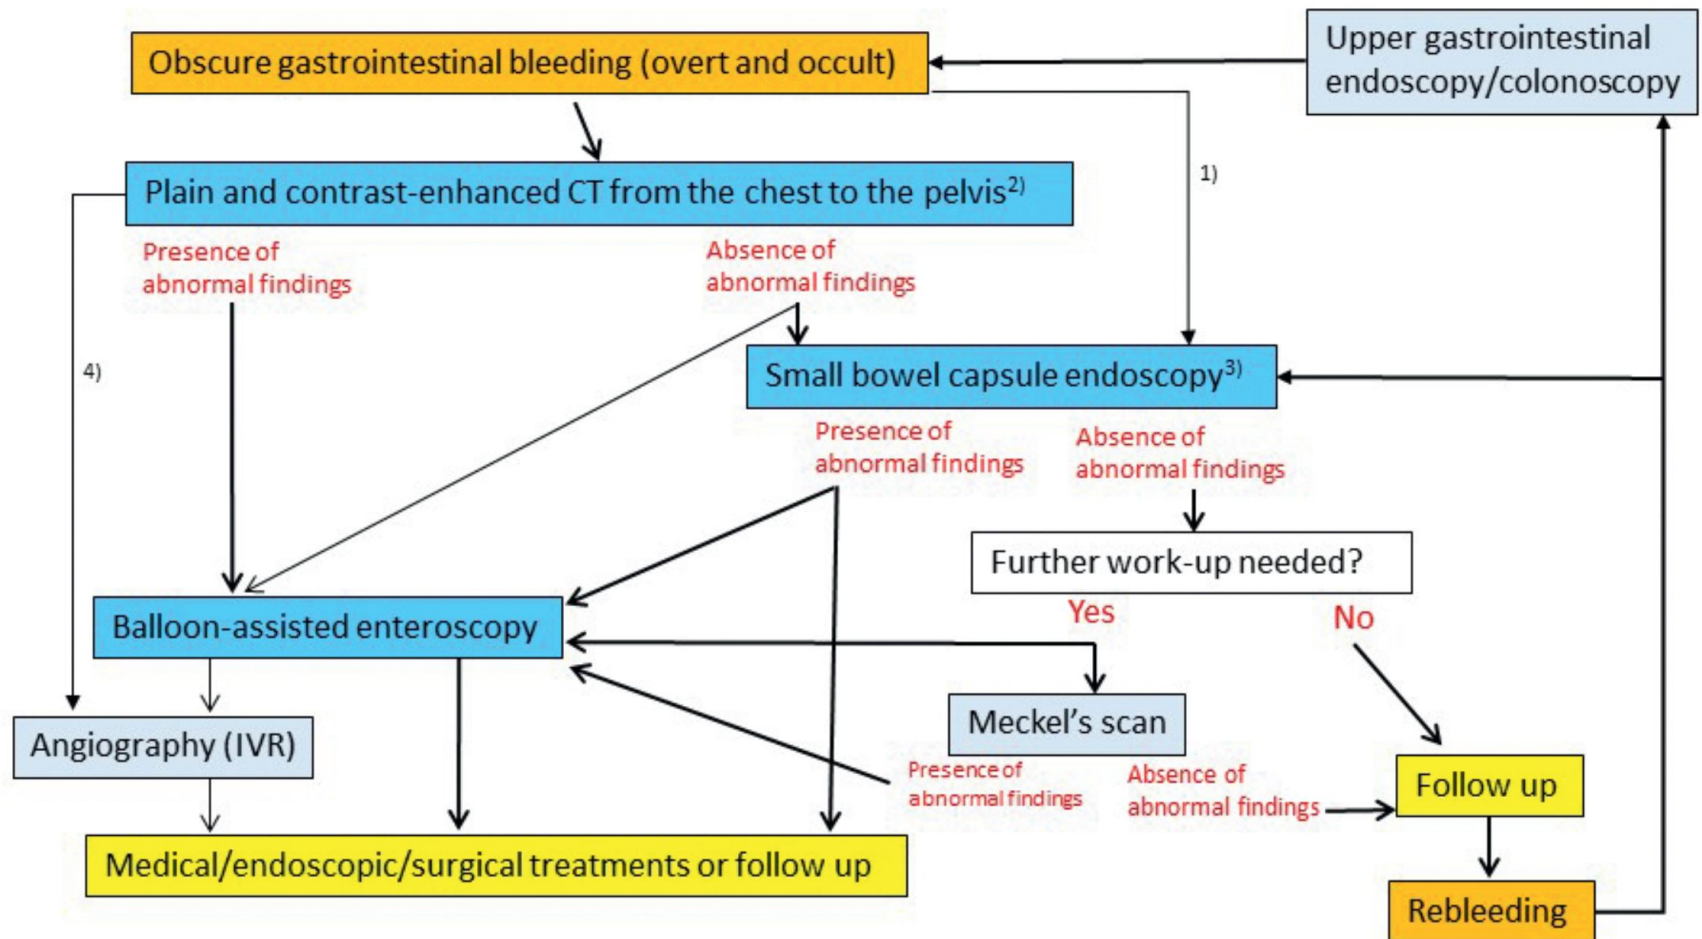 Upper gastrointestinal
endoscopy/colonoscopy
Obscure gastrointestinal bleeding (overt and occult)
1)
Plain and contrast-enhanced CT from the chest to the pelvis2)
Presence of
abnormal findings
Absence of
abnormal findings
4)
Small bowel capsule endoscopy3)
Presence of
abnormal findings
Absence of
abnormal findings
Further work-up needed?
Yes
No
Balloon-assisted enteroscopy
Meckel’s scan
Angiography (IVR)
Presence of
abnormal findings
Absence of
abnormal findings
Follow up
Medical/endoscopic/surgical treatments or follow up
Rebleeding